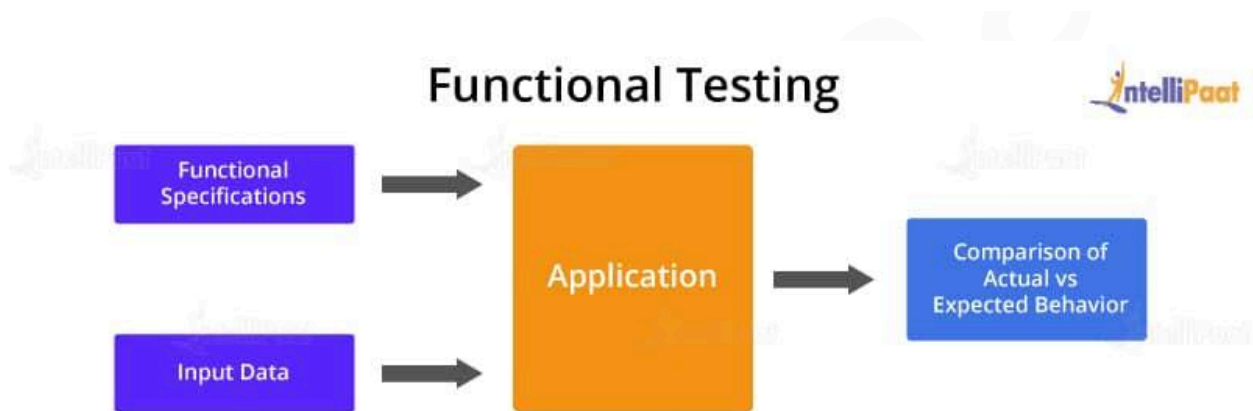 Functional Testing
IntelliPaat
Functional
Specifications
Application
Comparison of
Actual vs
Expected Behavior
Input Data